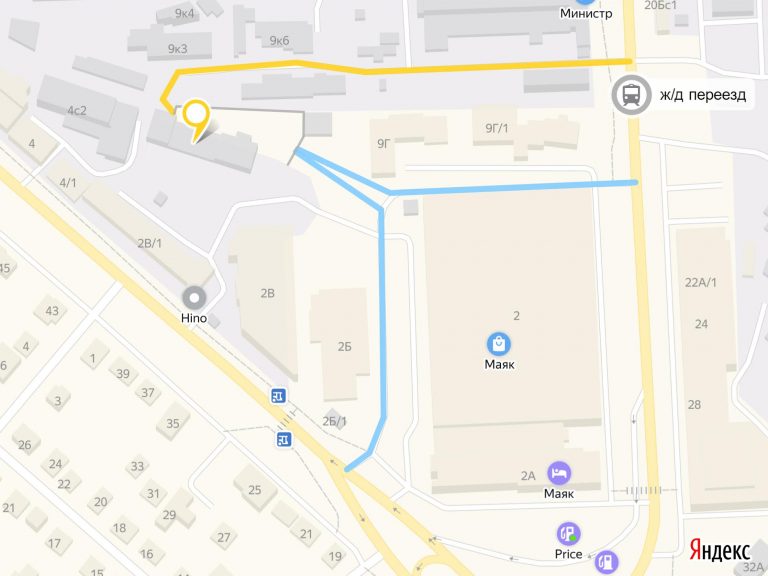 9к4
Министр
20Бс1
9к3
9к6
ж/д переезд
4с2
9Г
9Г/1
4
4/1
2В/1
45
22А/1
2В
Hino
43
2
24
2Б
4
1
Маяк
39
6
37
3
28
35
2Б/1
26
24
33
2А
22
25
31
Маяк
20
29
21
21
18
27
17
19
Price
16
Яндекс
32А